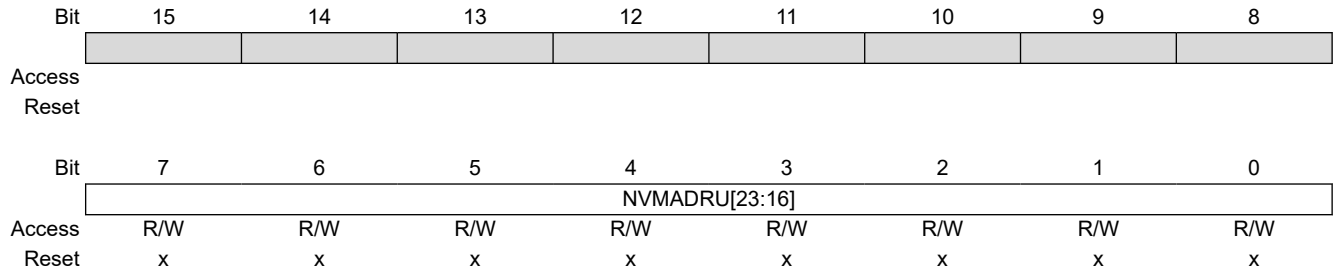 Bit 15 14 13 12 11 10 9 8
Access
Reset
Bit 7 6 5 4 3 2 1 0
NVMADRU[23:16]
Access R/W R/W R/W R/W R/W R/W R/W R/W
Reset x x x x x x x x